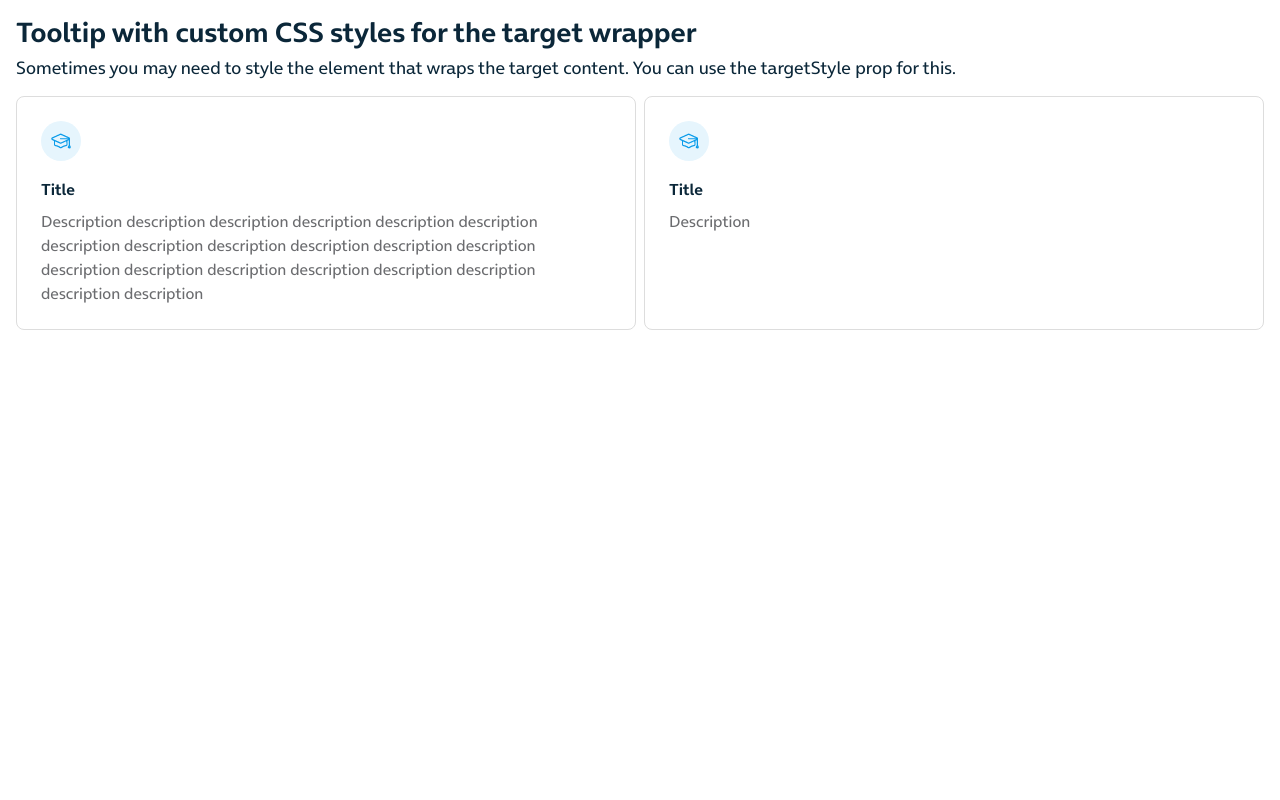 Tooltip with custom CSS styles for the target wrapper
Sometimes you may need to style the element that wraps the target content. You can use the targetStyle prop for this.
Title
Description description description description description description
description description description description description description
description description description description description description
description description
Title
Description